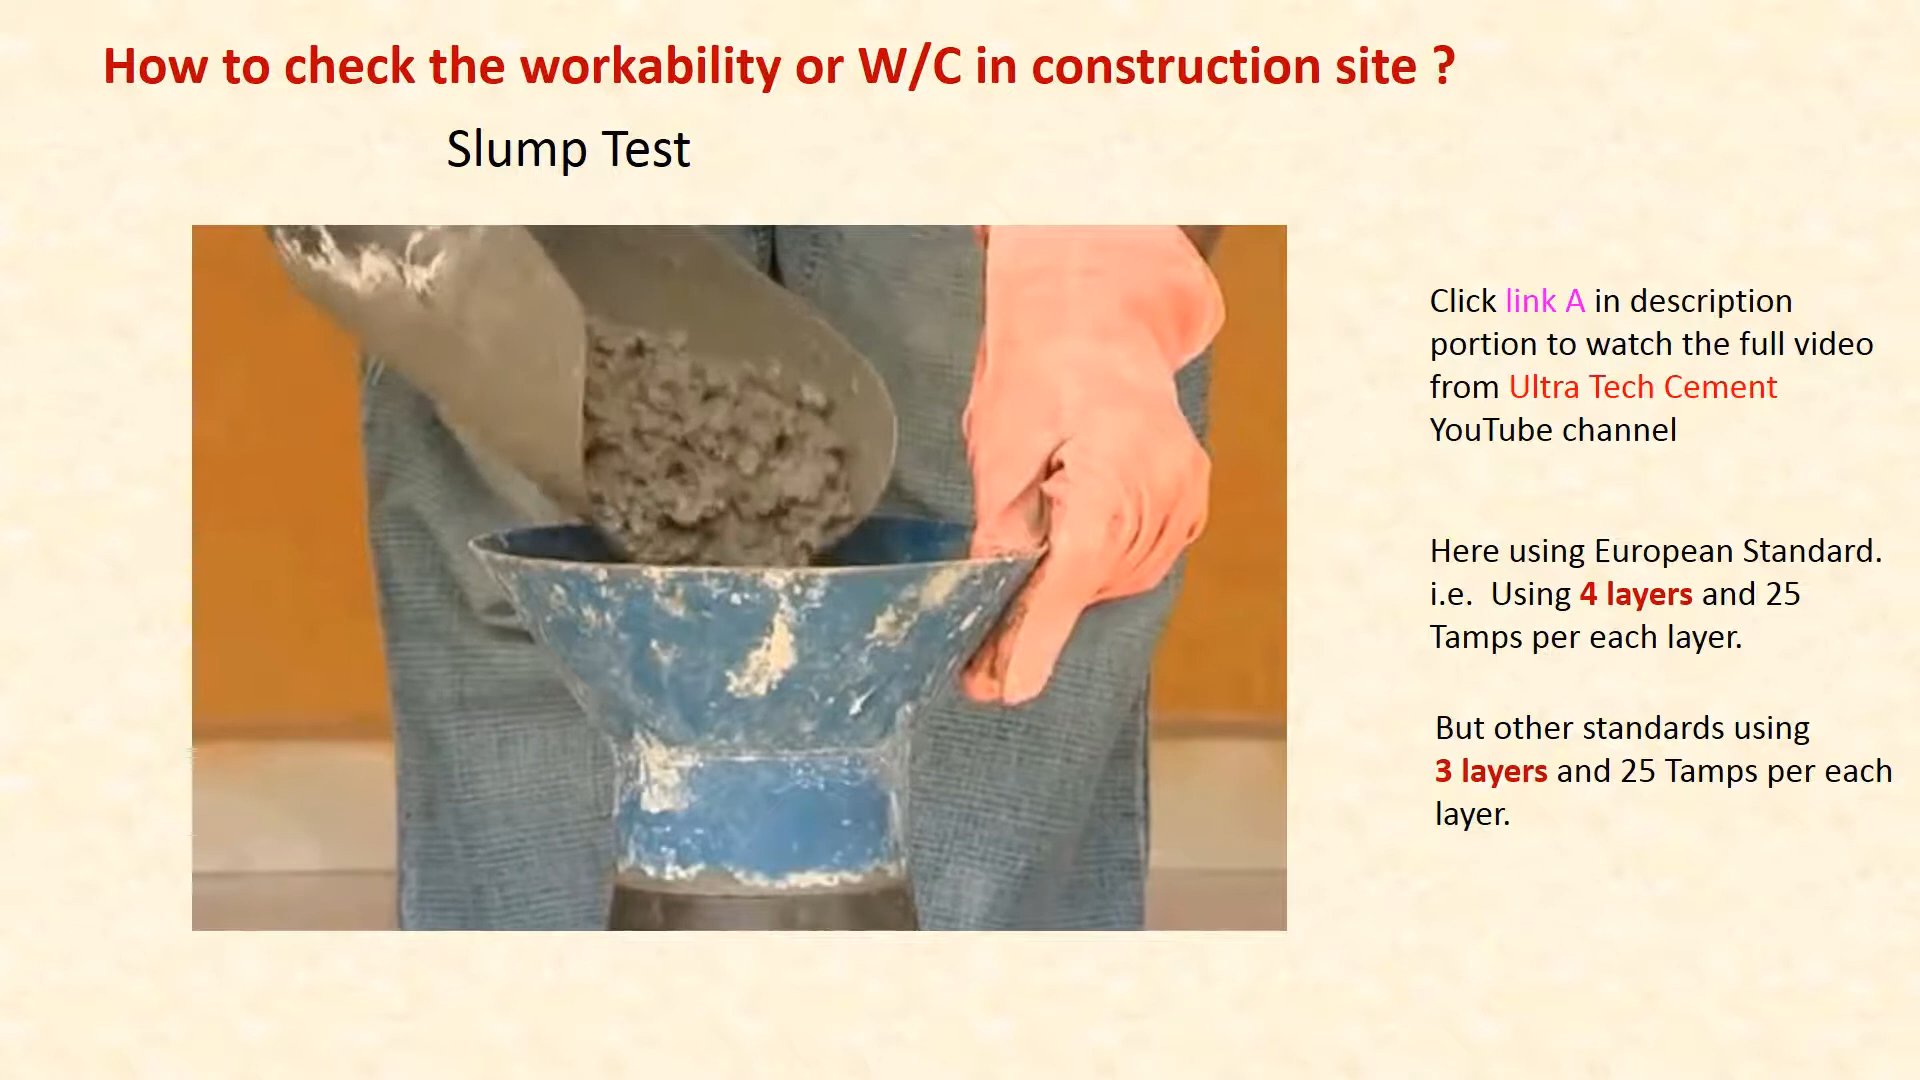 How to check the workability or W/C in construction site ?
Slump Test
Click link A in description
portion to watch the full video
from Ultra Tech Cement
YouTube channel
Here using European Standard.
i.e. Using 4 layers and 25
Tamps per each layer.
But other standards using
3 layers and 25 Tamps per each
layer.